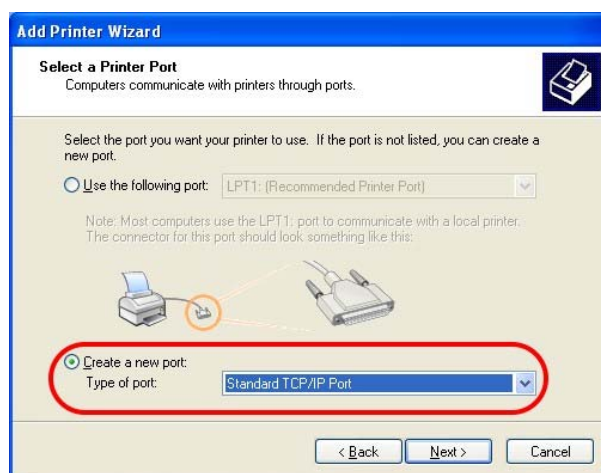 Add Printer Wizard
Select a Printer Port
Computers communicate with printers through ports.
Select the port you want your printer to use. If the port is not listed, you can create a
new port.
Use the following port: LPT1: (Recommended Printer Port)
Note: Most computers use the LPT1: port to communicate with a local printer.
The connector for this port should look something like this:
Create a new port:
Type of port: Standard TCP/IP Port
< Back Next > Cancel